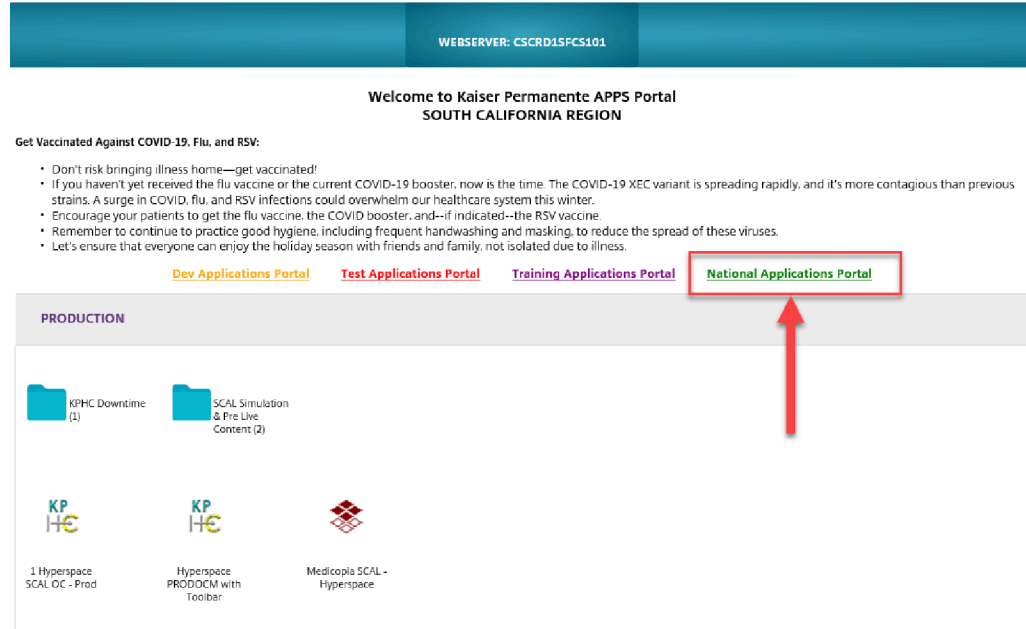 WEBSERVER: CSCRD1SFCS101
Welcome to Kaiser Permanente APPS Portal
SOUTH CALIFORNIA REGION
Get Vaccinated Against COVID-19, Flu, and RSV:
• Don't risk bringing illness home—get vaccinated!
• If you haven't yet received the flu vaccine or the current COVID-19 booster, now is the time. The COVID-19 XEC variant is spreading rapidly, and it's more contagious than previous
strains. A surge in COVID, flu, and RSV infections could overwhelm our healthcare system this winter.
• Encourage your patients to get the flu vaccine, the COVID booster, and--if indicated--the RSV vaccine.
• Remember to continue to practice good hygiene, including frequent handwashing and masking, to reduce the spread of these viruses.
• Let's ensure that everyone can enjoy the holiday season with friends and family, not isolated due to illness.
Dev Applications Portal Test Applications Portal Training Applications Portal National Applications Portal
PRODUCTION
KPHC Downtime
(1)
SCAL Simulation
& Pre Live
Content (2)
KP
HC
KP
HC
1 Hyperspace
SCAL OC - Prod
Hyperspace
PRODOCM with
Toolbar
Medicopia SCAL -
Hyperspace